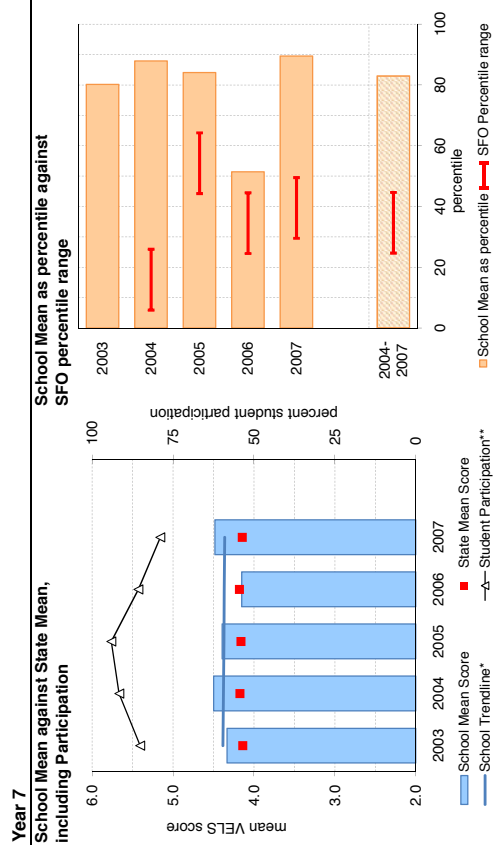 Year 7
School Mean against State Mean,
including Participation
6.0
5.0
4.0
3.0
2.0
mean VELS score
100
75
50
25
0
percent student participation
2003
2004
2005
2006
2007
School Mean Score
State Mean Score
School Trendline*
Student Participation**
School Mean as percentile against
SFO percentile range
2003
2004
2005
2006
2007
2004-
2007
0
20
40
60
80
100
percentile
School Mean as percentile
SFO Percentile range